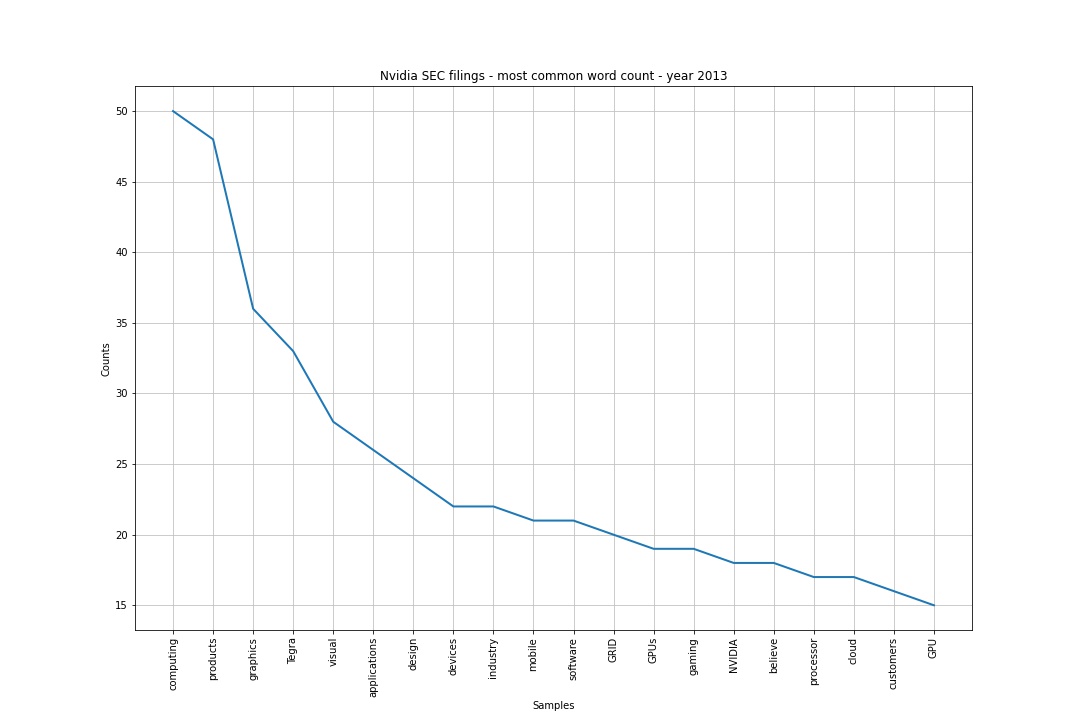 Nvidia SEC filings - most common word count - year 2013
50
45
40
35
30
25
20
15
Counts
computing
products
graphics
Tegra
visual
applications
design
devices
industry
mobile
software
GRID
GPUs
gaming
NVIDIA
believe
processor
cloud
customers
GPU
Samples